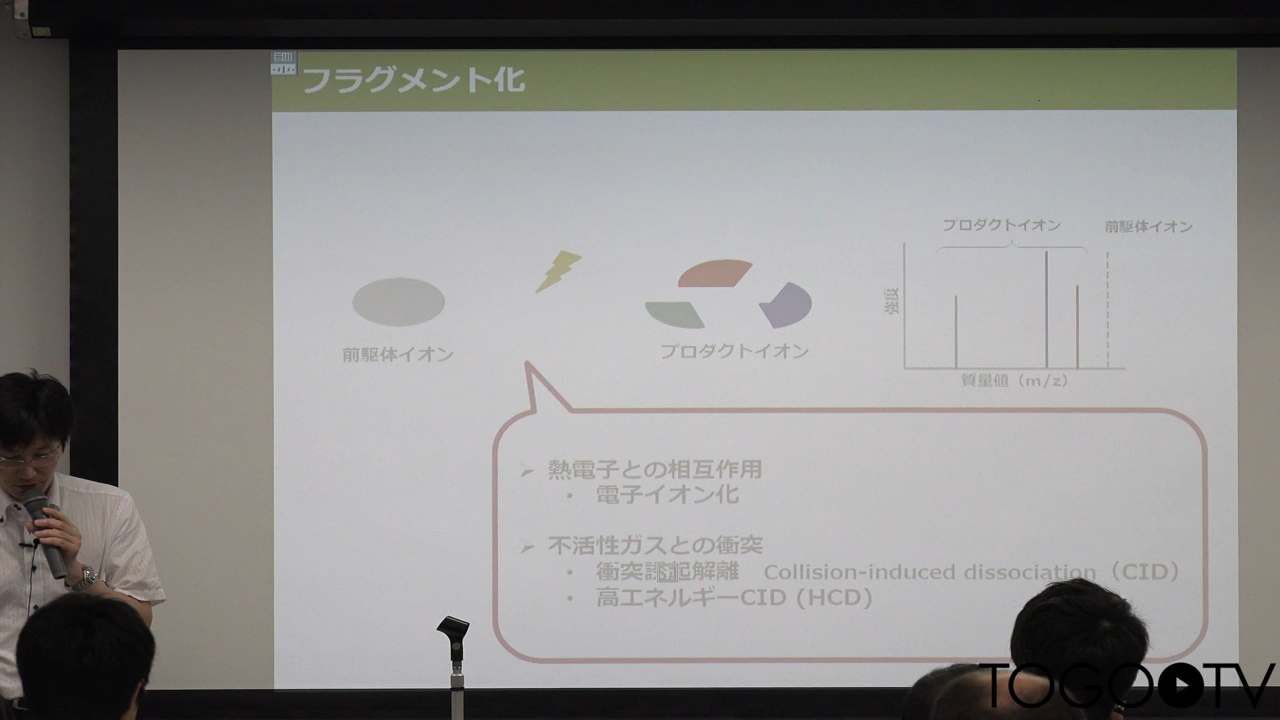 フラグメント化
プロダクトイオン
前駆体イオン
強度
前駆体イオン
プロダクトイオン
質量値（m/z）
➢ 熱電子との相互作用
・ 電子イオン化
➢ 不活性ガスとの衝突
・ 衝突誘起解離 Collision-induced dissociation（CID）
・ 高エネルギーCID (HCD)
TOGOTV